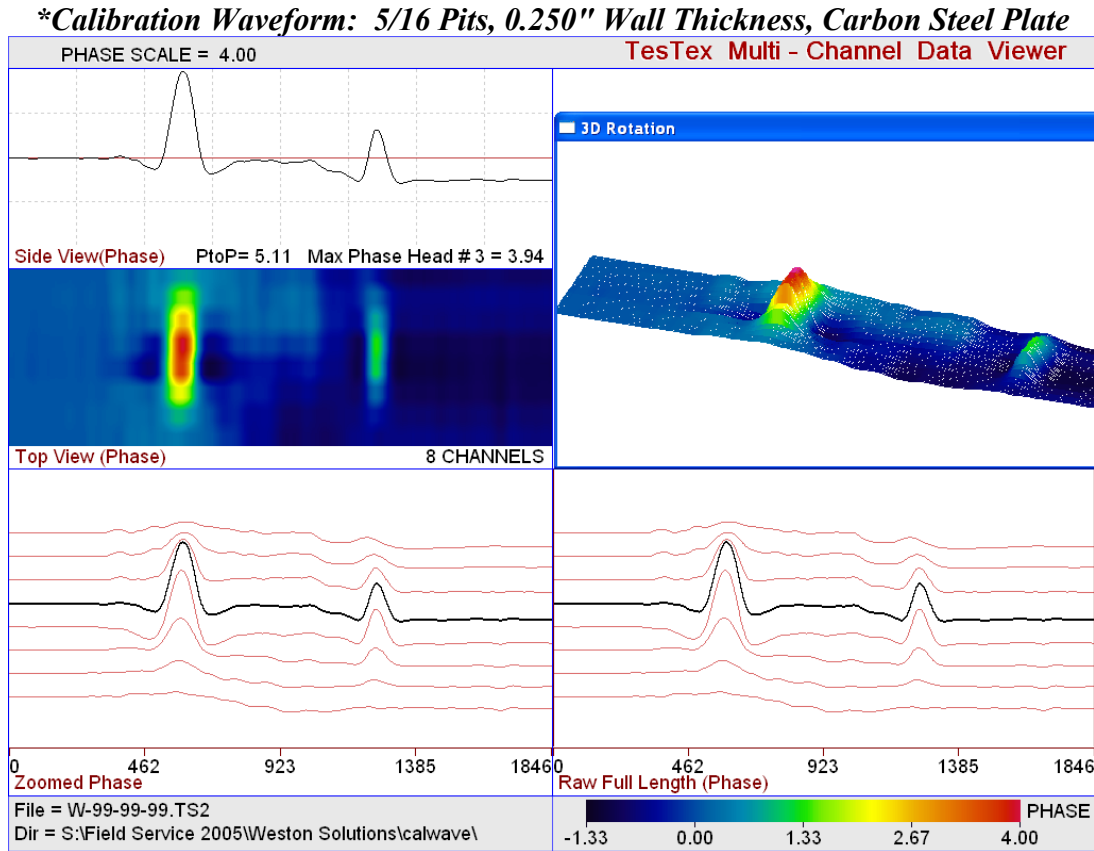 *Calibration Waveform: 5/16 Pits, 0.250" Wall Thickness, Carbon Steel Plate
PHASE SCALE = 4.00
TesTex Multi - Channel Data Viewer
3D Rotation
Side View(Phase) PtoP= 5.11 Max Phase Head # 3 = 3.94
Top View (Phase) 8 CHANNELS
0 462 923 1385 1846
Zoomed Phase
0 462 923 1385 1846
Raw Full Length (Phase)
File = W-99-99-99.TS2
Dir = S:\Field Service 2005\Weston Solutions\calwave\
PHASE
-1.33 0.00 1.33 2.67 4.00